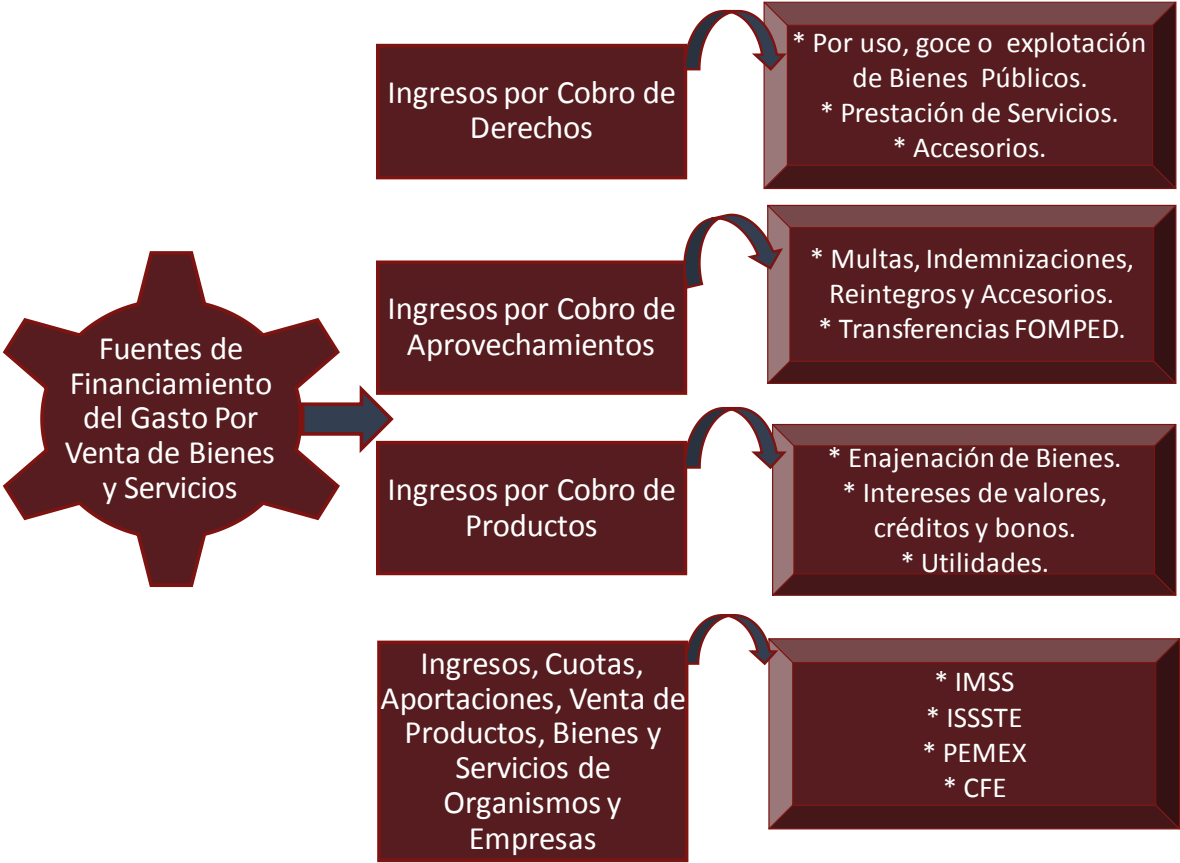 Fuentes de
Financiamiento
del Gasto Por
Venta de Bienes
y Servicios
Ingresos por Cobro de
Derechos
* Por uso, goce o explotación
de Bienes Públicos.
* Prestación de Servicios.
* Accesorios.
Ingresos por Cobro de
Aprovechamientos
* Multas, Indemnizaciones,
Reintegros y Accesorios.
* Transferencias FOMPED.
Ingresos por Cobro de
Productos
* Enajenación de Bienes.
* Intereses de valores,
créditos y bonos.
* Utilidades.
Ingresos, Cuotas,
Aportaciones, Venta de
Productos, Bienes y
Servicios de
Organismos y
Empresas
* IMSS
* ISSSTE
* PEMEX
* CFE